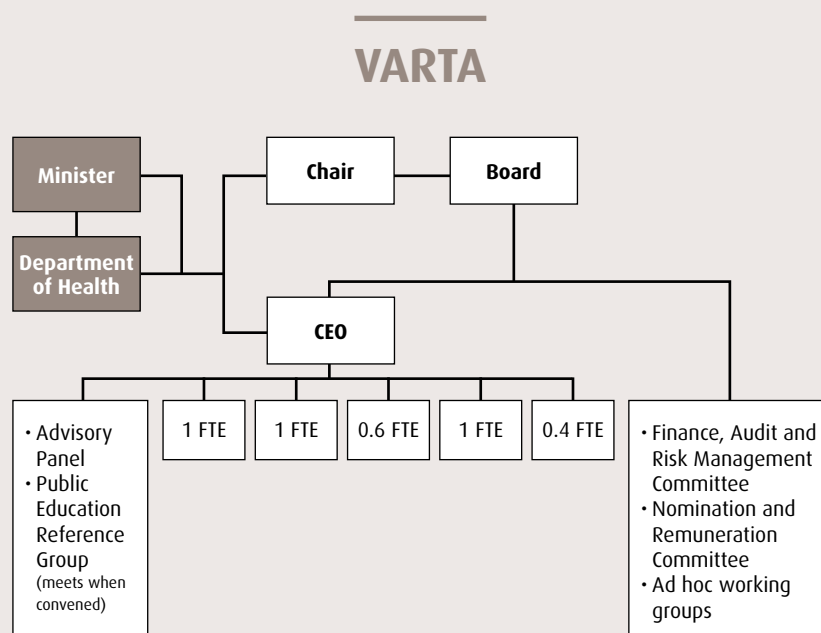 VARTA
Minister
Chair
Board
Department
of Health
CEO
• Advisory
Panel
• Public
Education
Reference
Group
(meets when
convened)
1 FTE
1 FTE
0.6 FTE
1 FTE
0.4 FTE
• Finance, Audit and
Risk Management
Committee
• Nomination and
Remuneration
Committee
• Ad hoc working
groups